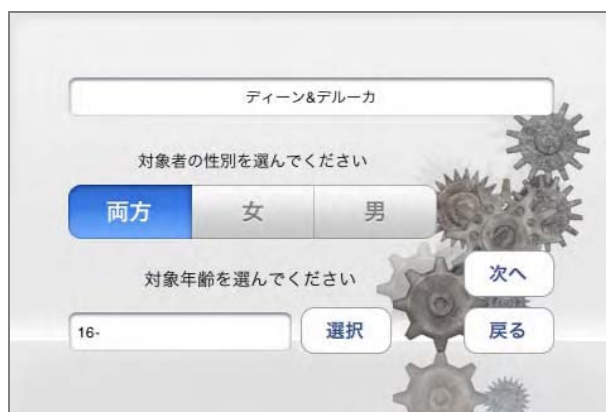 ディーン&デルーカ
対象者の性別を選んでください
両方 女 男
対象年齢を選んでください
次へ
16- 選択 戻る